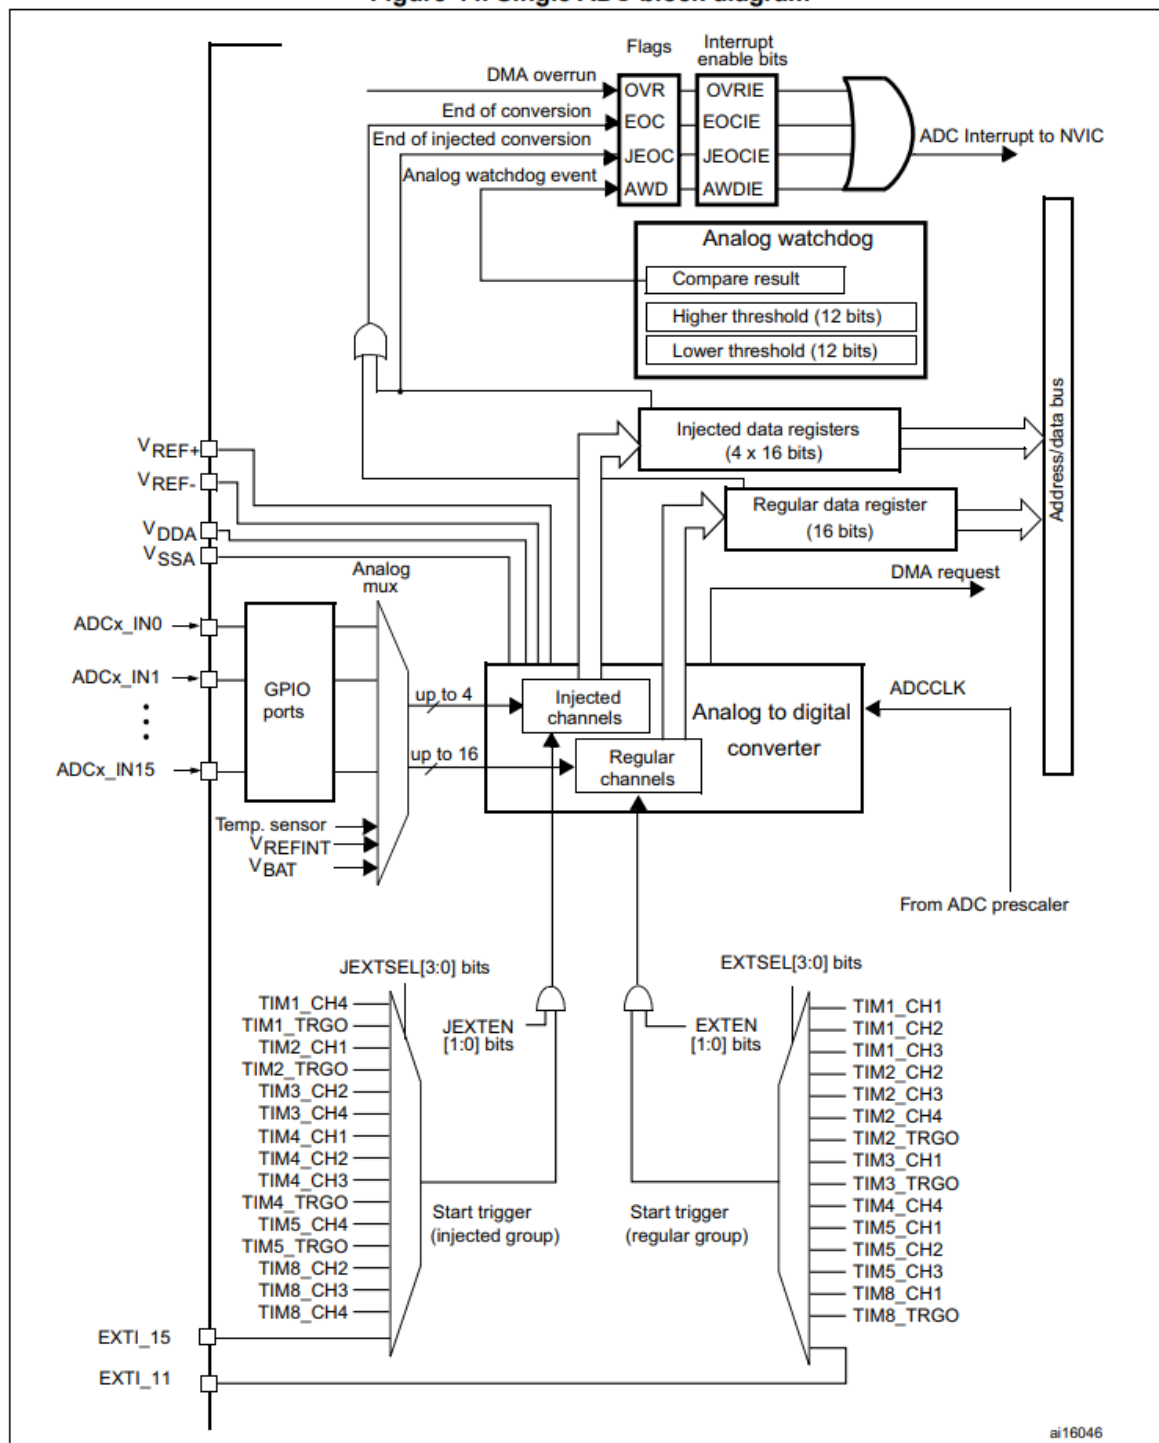 Figure 44. Single ADC block diagram
Flags
Interrupt
enable bits
DMA overrun
OVR
OVRIE
End of conversion
EOC
EOCIE
ADC Interrupt to NVIC
End of injected conversion
JEOC
JEOCIE
Analog watchdog event
AWD
AWDIE
Analog watchdog
Compare result
Higher threshold (12 bits)
Lower threshold (12 bits)
Address/data bus
Injected data registers
(4 x 16 bits)
Regular data register
(16 bits)
VREF+
VREF-
VDDA
VSSA
Analog
mux
DMA request
ADCx_IN0
ADCx_IN1
ADCx_IN15
GPIO
ports
up to 4
up to 16
Injected
channels
Regular
channels
Analog to digital
converter
ADCCLK
Temp. sensor
VREFINT
VBAT
From ADC prescaler
JEXTSEL[3:0] bits
EXTSEL[3:0] bits
JEXTEN
[1:0] bits
EXTEN
[1:0] bits
TIM1_CH4
TIM1_TRGO
TIM2_CH1
TIM2_TRGO
TIM3_CH2
TIM3_CH4
TIM4_CH1
TIM4_CH2
TIM4_CH3
TIM4_TRGO
TIM5_CH4
TIM5_TRGO
TIM8_CH2
TIM8_CH3
TIM8_CH4
Start trigger
(injected group)
Start trigger
(regular group)
TIM1_CH1
TIM1_CH2
TIM1_CH3
TIM2_CH2
TIM2_CH3
TIM2_CH4
TIM2_TRGO
TIM3_CH1
TIM3_TRGO
TIM4_CH4
TIM5_CH1
TIM5_CH2
TIM5_CH3
TIM8_CH1
TIM8_TRGO
EXTI_15
EXTI_11
ai16046